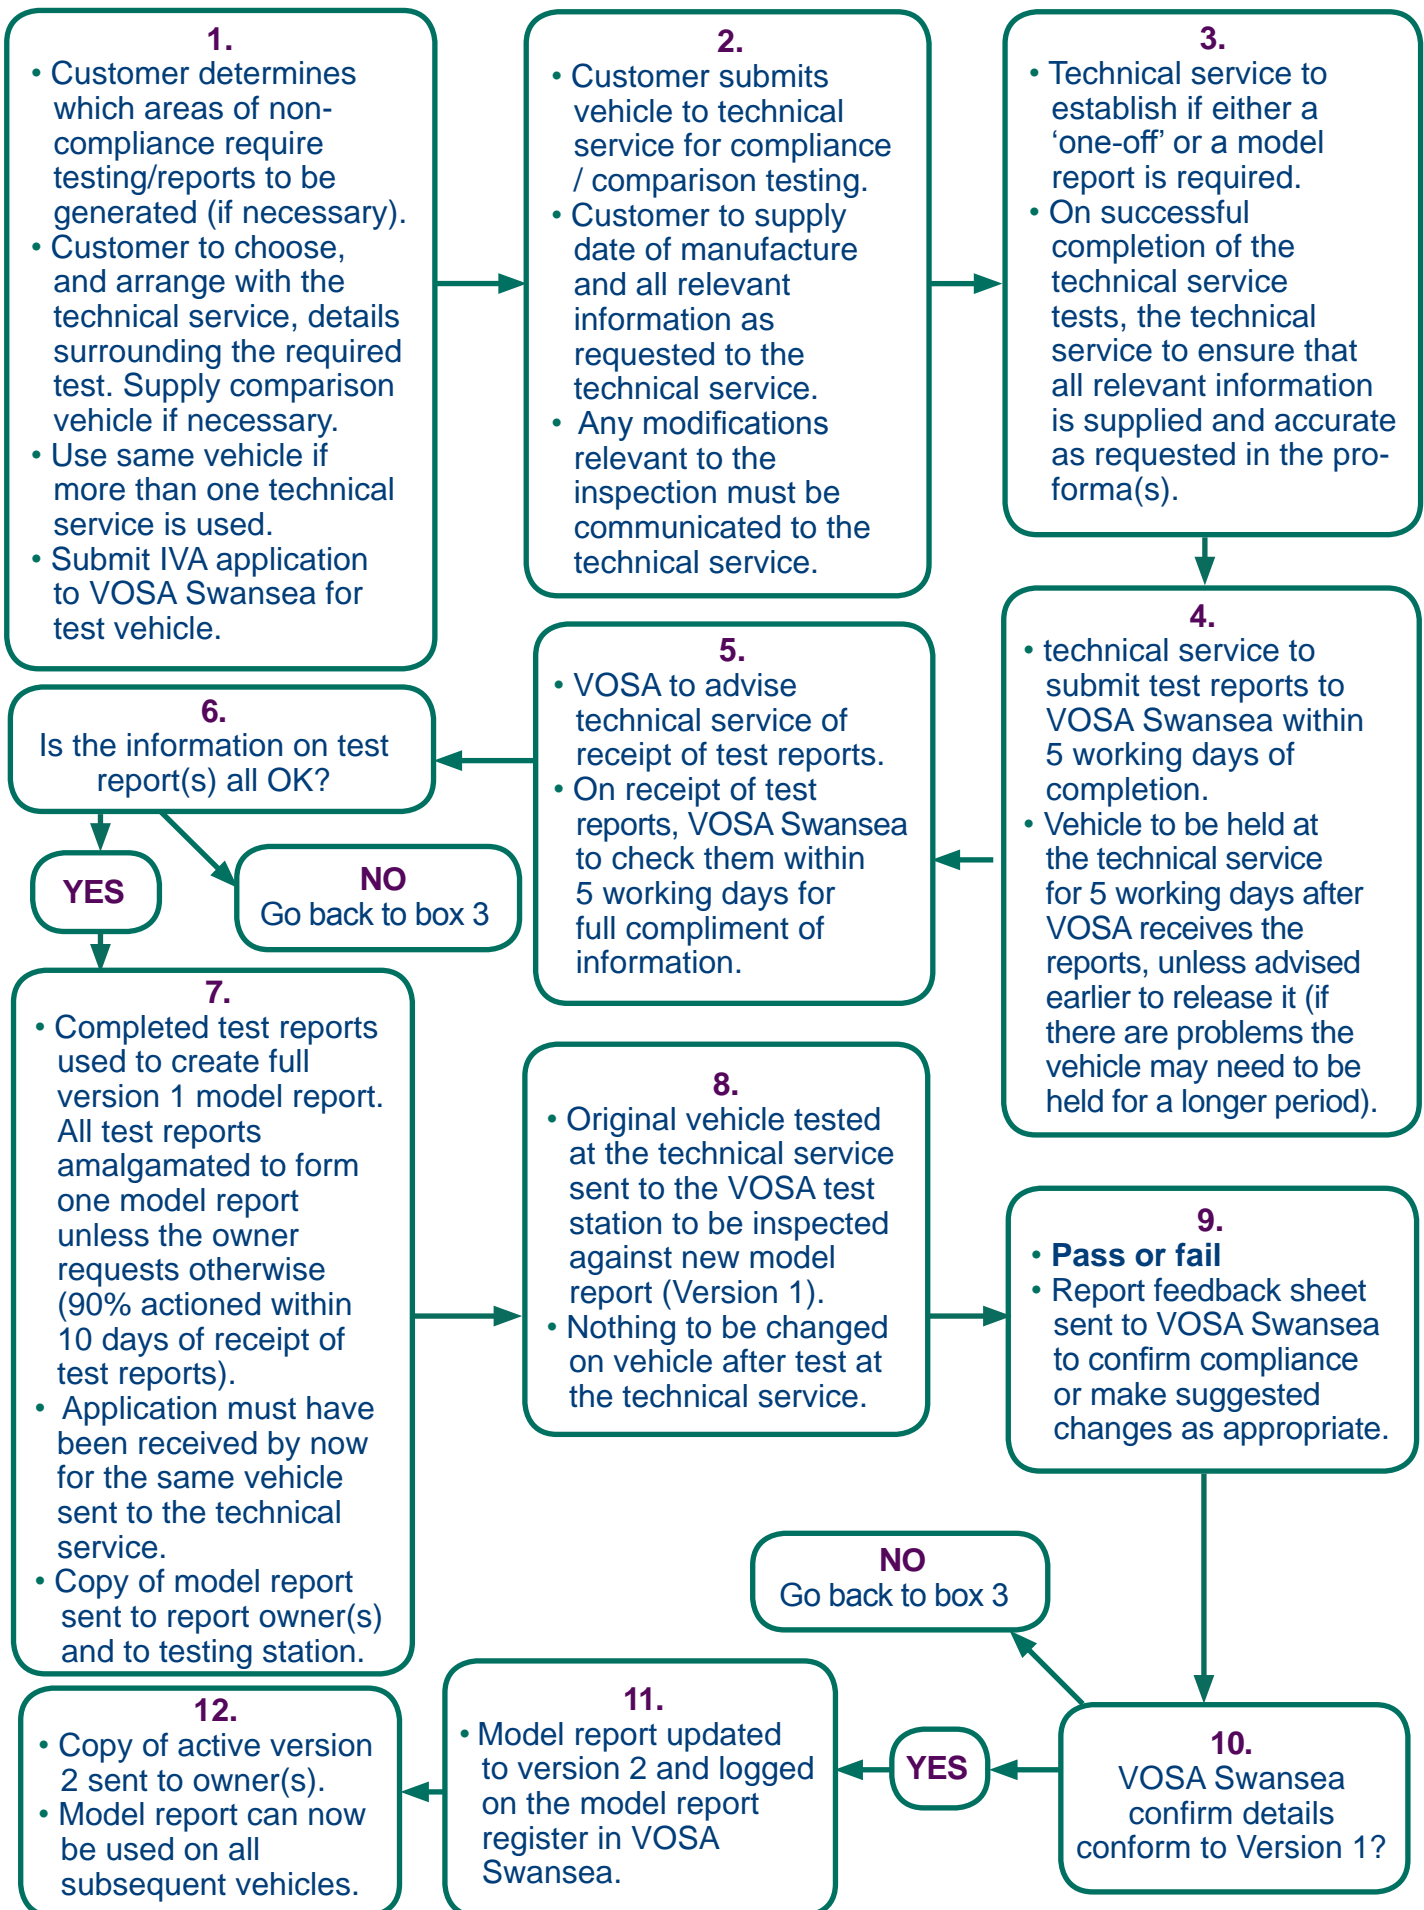 1.
• Customer determines
which areas of non-
compliance require
testing/reports to be
generated (if necessary).
• Customer to choose,
and arrange with the
technical service, details
surrounding the required
test. Supply comparison
vehicle if necessary.
• Use same vehicle if
more than one technical
service is used.
• Submit IVA application
to VOSA Swansea for
test vehicle.
2.
• Customer submits
vehicle to technical
service for compliance
/ comparison testing.
• Customer to supply
date of manufacture
and all relevant
information as
requested to the
technical service.
• Any modifications
relevant to the
inspection must be
communicated to the
technical service.
3.
• Technical service to
establish if either a
‘one-off’ or a model
report is required.
• On successful
completion of the
technical service
tests, the technical
service to ensure that
all relevant information
is supplied and accurate
as requested in the pro-
forma(s).
4.
• technical service to
submit test reports to
VOSA Swansea within
5 working days of
completion.
• Vehicle to be held at
the technical service
for 5 working days after
VOSA receives the
reports, unless advised
earlier to release it (if
there are problems the
vehicle may need to be
held for a longer period).
5.
• VOSA to advise
technical service of
receipt of test reports.
• On receipt of test
reports, VOSA Swansea
to check them within
5 working days for
full compliment of
information.
6.
Is the information on test
report(s) all OK?
YES
NO
Go back to box 3
7.
• Completed test reports
used to create full
version 1 model report.
All test reports
amalgamated to form
one model report
unless the owner
requests otherwise
(90% actioned within
10 days of receipt of
test reports).
• Application must have
been received by now
for the same vehicle
sent to the technical
service.
• Copy of model report
sent to report owner(s)
and to testing station.
8.
• Original vehicle tested
at the technical service
sent to the VOSA test
station to be inspected
against new model
report (Version 1).
• Nothing to be changed
on vehicle after test at
the technical service.
9.
• Pass or fail
• Report feedback sheet
sent to VOSA Swansea
to confirm compliance
or make suggested
changes as appropriate.
10.
VOSA Swansea
confirm details
conform to Version 1?
NO
Go back to box 3
YES
11.
• Model report updated
to version 2 and logged
on the model report
register in VOSA
Swansea.
12.
• Copy of active version
2 sent to owner(s).
• Model report can now
be used on all
subsequent vehicles.